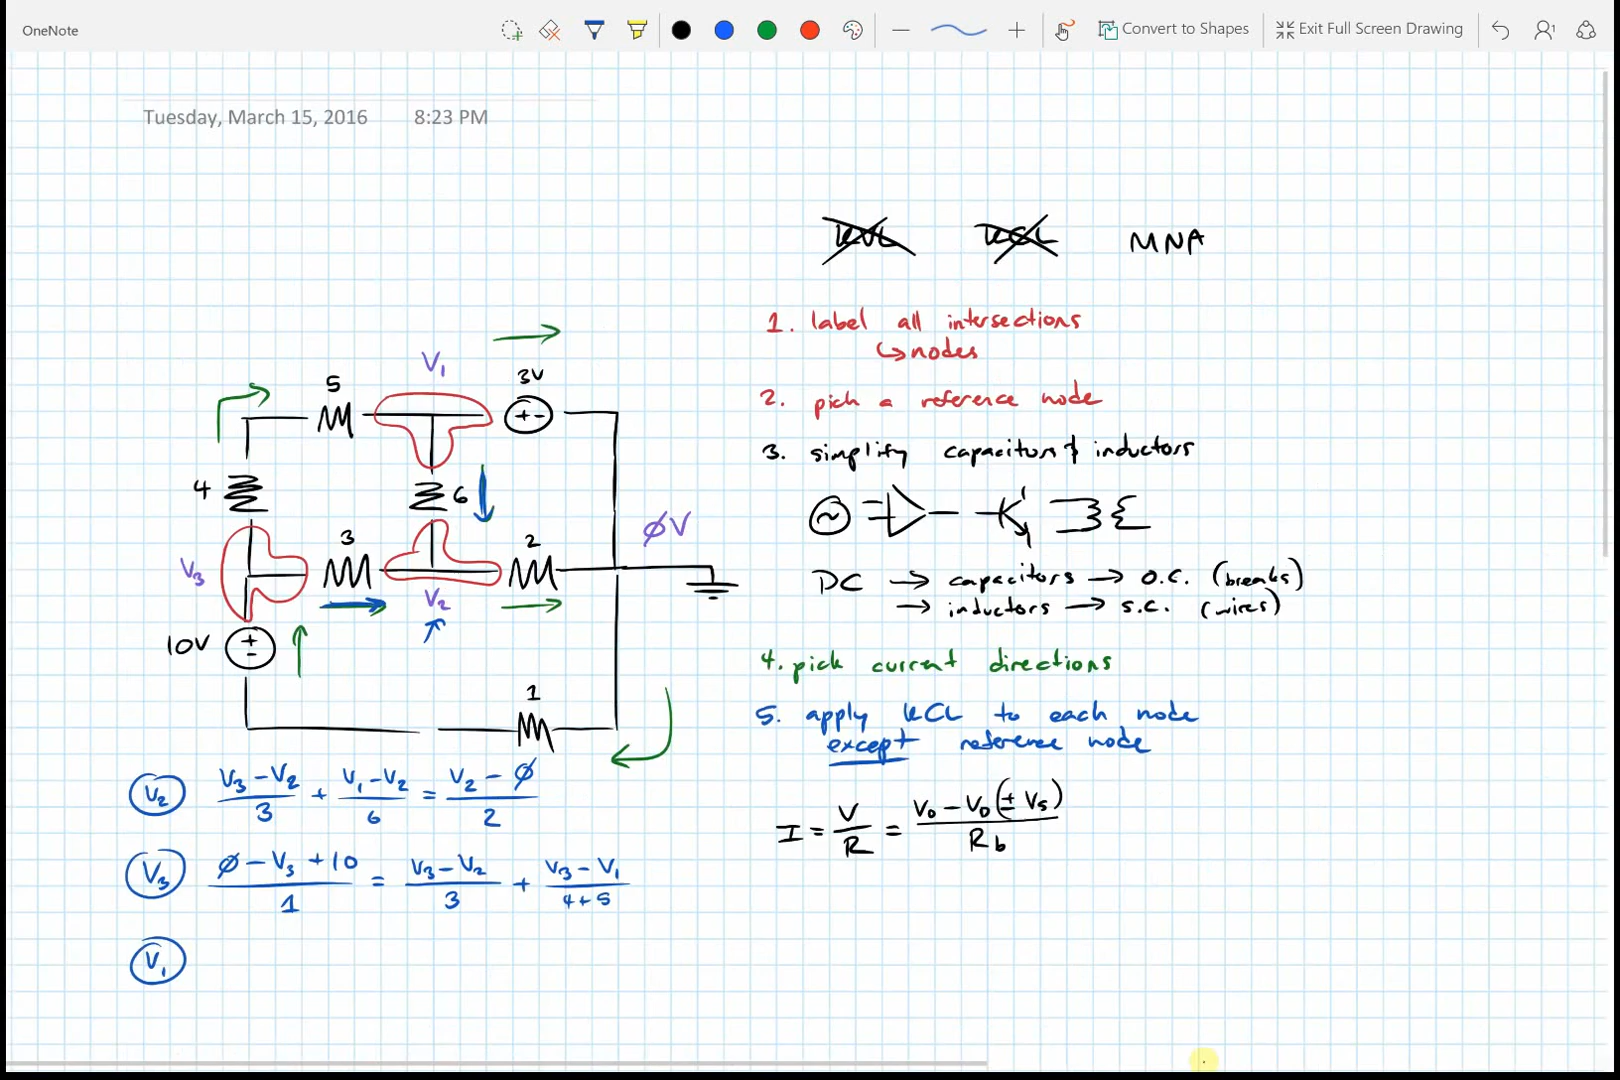 OneNote
Convert to Shapes
Exit Full Screen Drawing
Tuesday, March 15, 2016 8:23 PM
KVL KCL MNA
1. label all intersections
↳ nodes
2. pick a reference node
3. simplify capacitors & inductors
DC → capacitors → O.C. (breaks)
→ inductors → S.C. (wires)
4. pick current directions
5. apply KCL to each node
except reference node
I = V/R = (V₀ - V₀ (± Vs))/Rb
V₁
5
3V
+ -
4
6
3
2
∅V
V₃
V₂
10V
+
-
1
V₂ (V₃ - V₂)/3 + (V₁ - V₂)/6 = (V₂ - ∅)/2
V₃ (∅ - V₃ + 10)/1 = (V₃ - V₂)/3 + (V₃ - V₁)/(4+5)
V₁